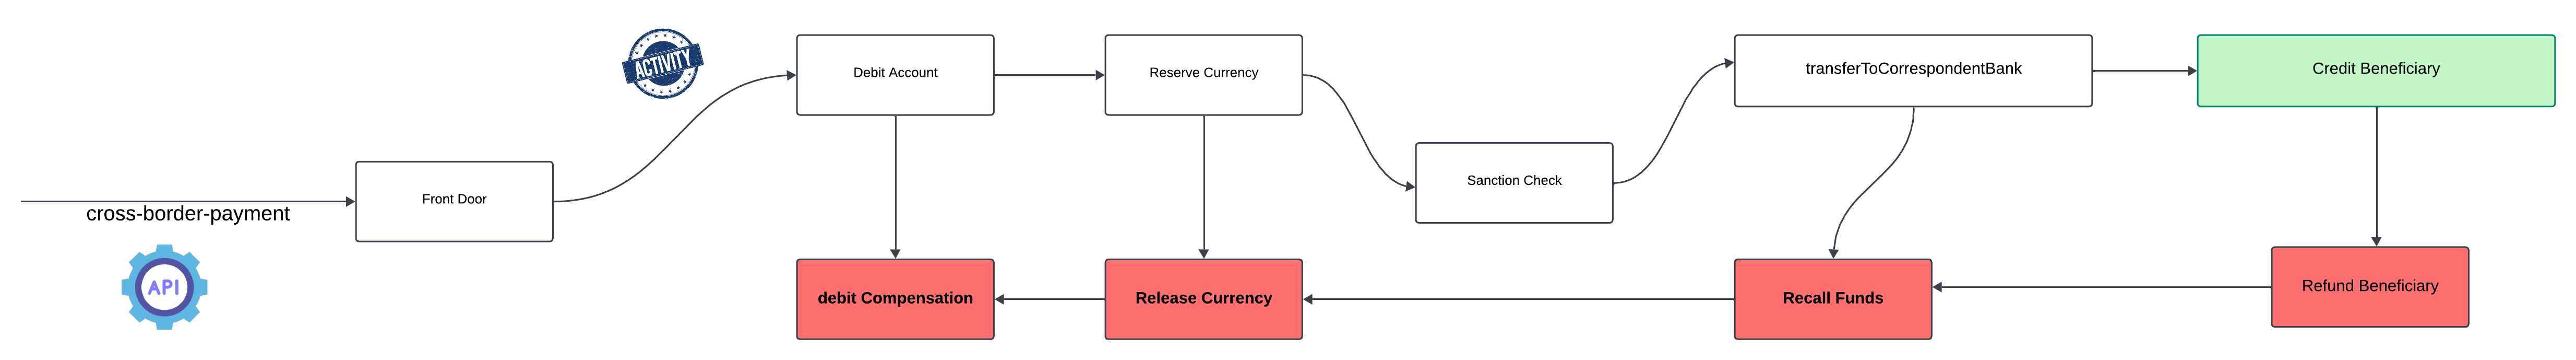 ACTIVITY
Debit Account
Reserve Currency
transferToCorrespondentBank
Credit Beneficiary
Sanction Check
Front Door
cross-border-payment
API
debit Compensation
Release Currency
Recall Funds
Refund Beneficiary